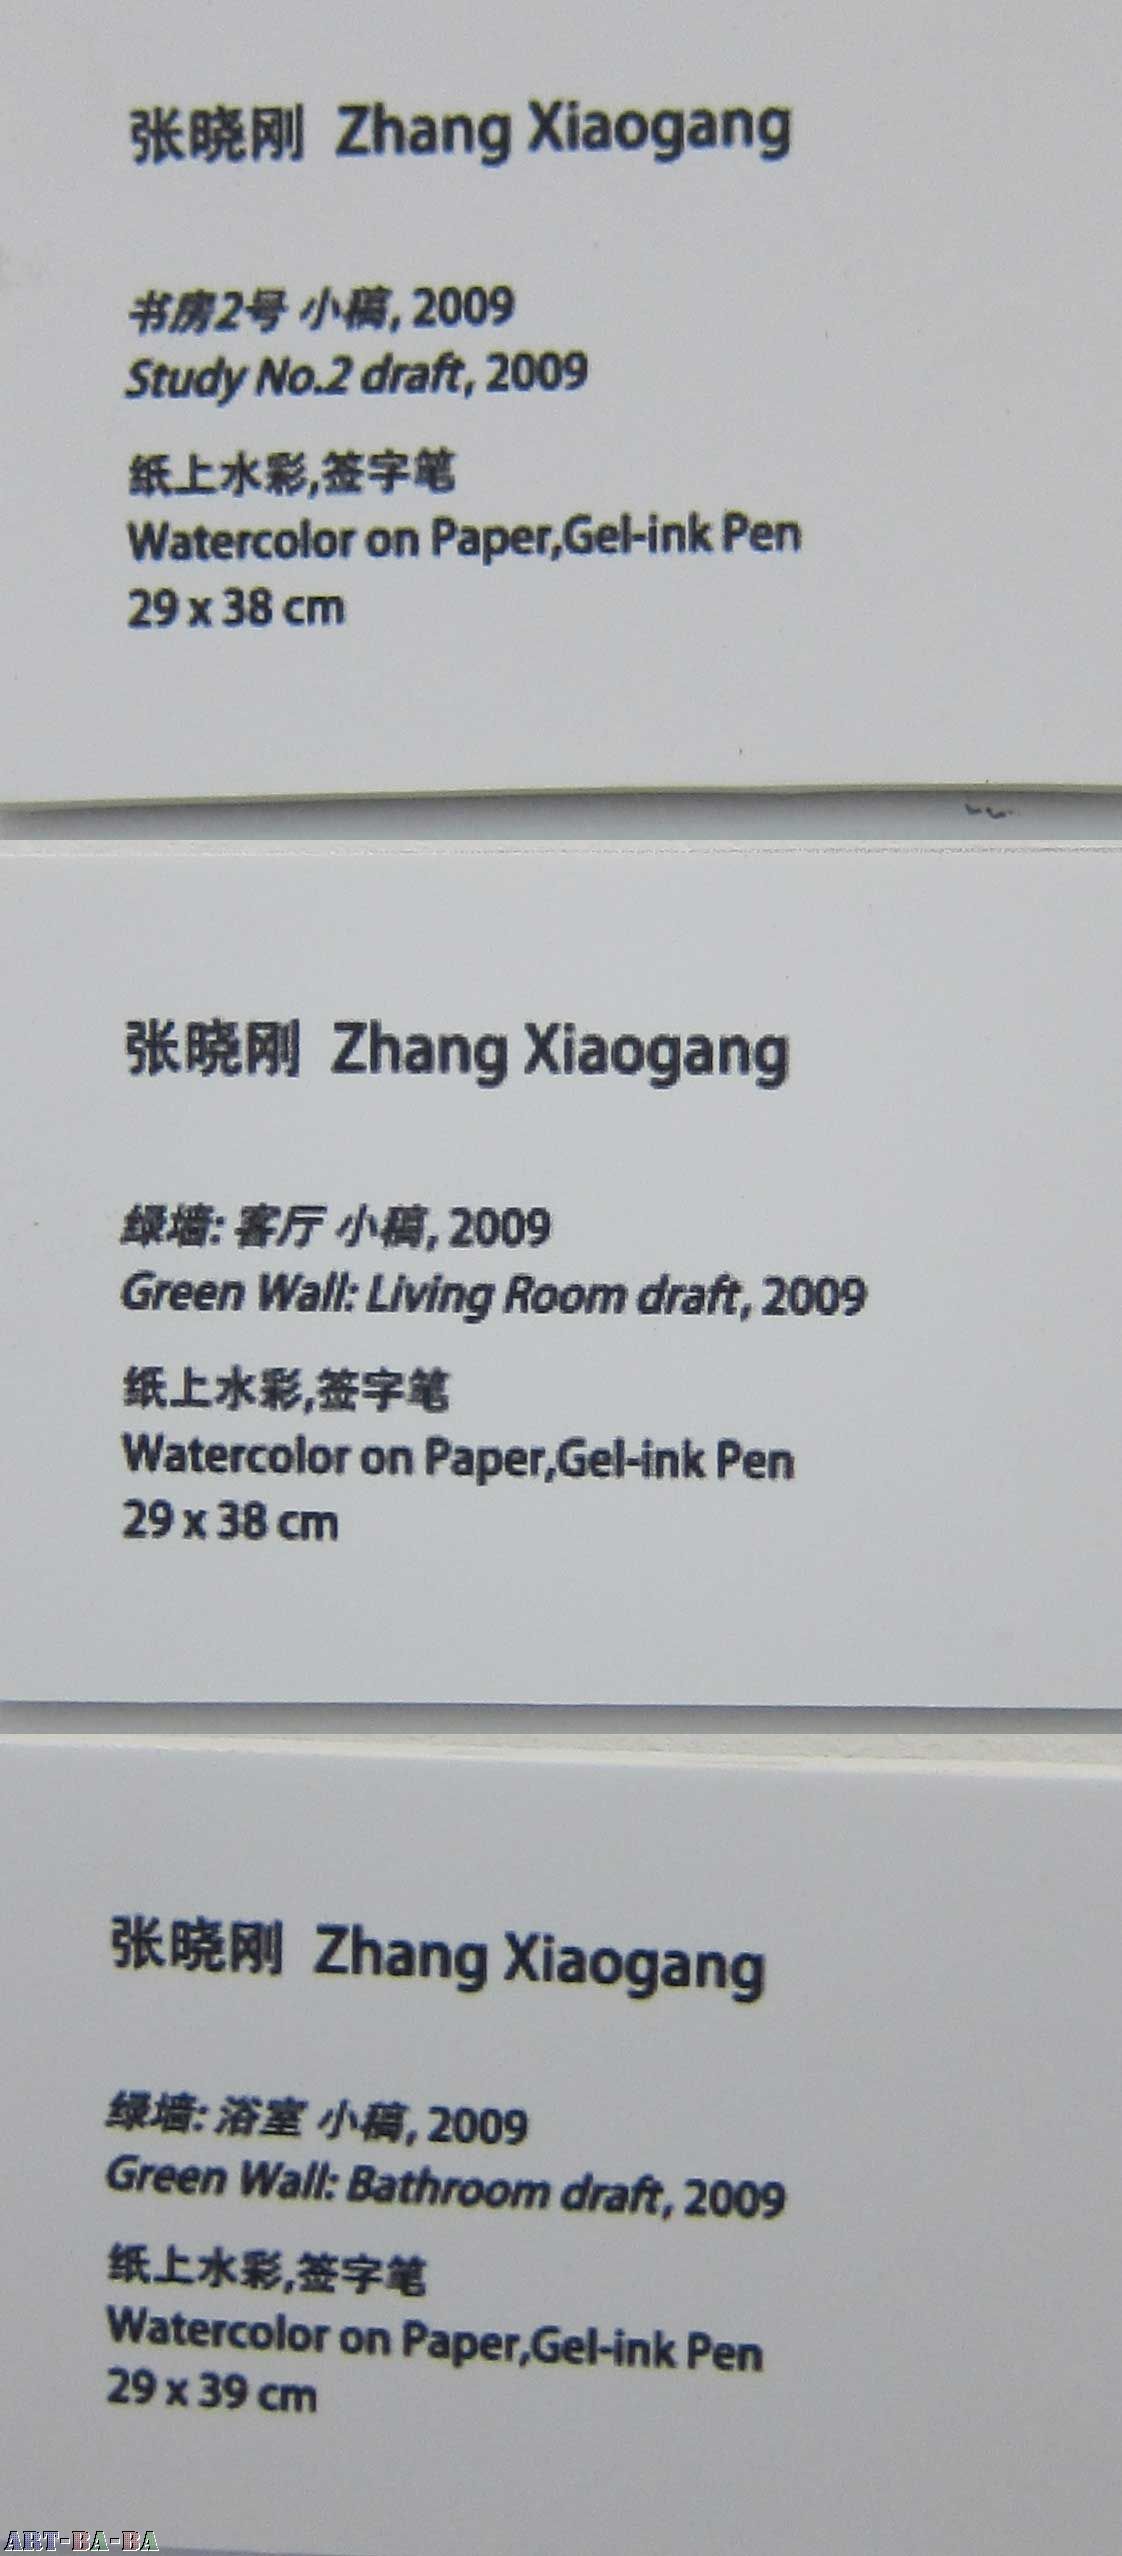 张晓刚 Zhang Xiaogang
书房2号 小稿, 2009
Study No.2 draft, 2009
纸上水彩,签字笔
Watercolor on Paper,Gel-ink Pen
29 x 38 cm
张晓刚 Zhang Xiaogang
绿墙: 客厅 小稿, 2009
Green Wall: Living Room draft, 2009
纸上水彩,签字笔
Watercolor on Paper,Gel-ink Pen
29 x 38 cm
张晓刚 Zhang Xiaogang
绿墙: 浴室 小稿, 2009
Green Wall: Bathroom draft, 2009
纸上水彩,签字笔
Watercolor on Paper,Gel-ink Pen
29 x 39 cm
ART-BA-BA